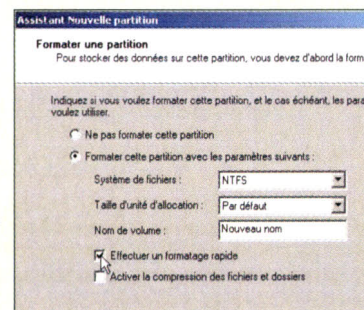 Assistant Nouvelle partition
Formater une partition
Pour stocker des données sur cette partition, vous devez d'abord la form
Indiquez si vous voulez formater cette partition, et le cas échéant, les para
voulez utiliser.
Ne pas formater cette partition
Formater cette partition avec les paramètres suivants :
Système de fichiers :
NTFS
Taille d'unité d'allocation :
Par défaut
Nom de volume :
Nouveau nom
Effectuer un formatage rapide
Activer la compression des fichiers et dossiers